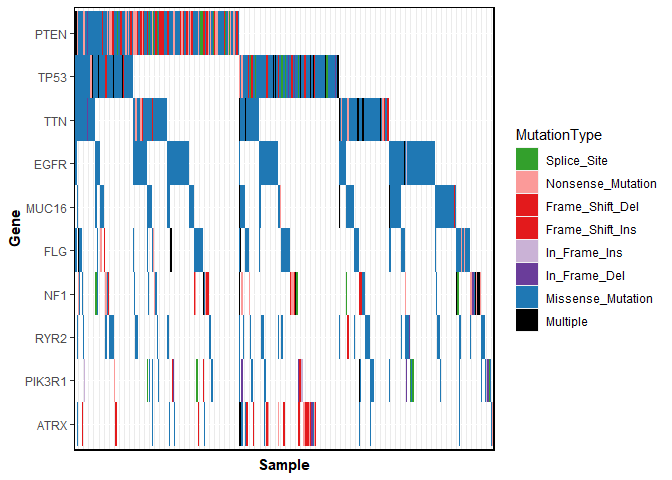 PTEN
TP53
TTN
EGFR
MUC16
FLG
NF1
RYR2
PIK3R1
ATRX
Gene
Sample
MutationType
Splice_Site
Nonsense_Mutation
Frame_Shift_Del
Frame_Shift_Ins
In_Frame_Ins
In_Frame_Del
Missense_Mutation
Multiple